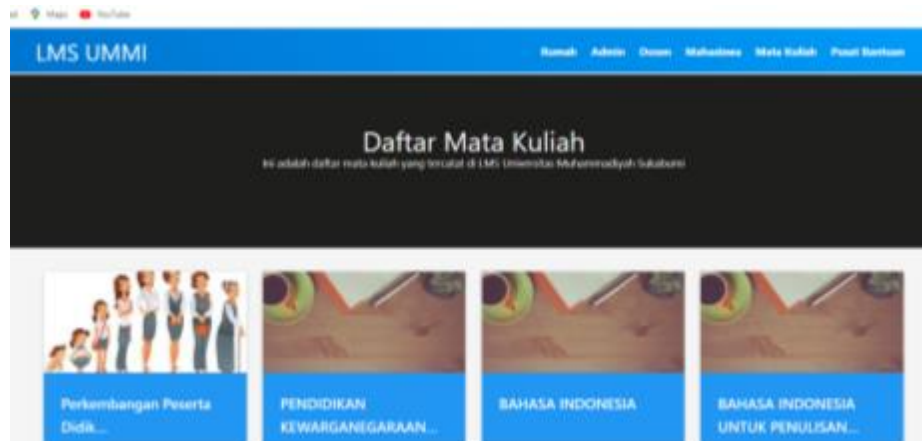 Maps YouTube
LMS UMMI
Rumah Admin Dosen Mahasiswa Mata Kuliah Pusat Bantuan
Daftar Mata Kuliah
Ini adalah daftar mata kuliah yang tercatat di LMS Universitas Muhammadiyah Sukabumi
Perkembangan Peserta
Didik...
PENDIDIKAN
KEWARGANEGARAAN...
BAHASA INDONESIA
BAHASA INDONESIA
UNTUK PENULISAN...